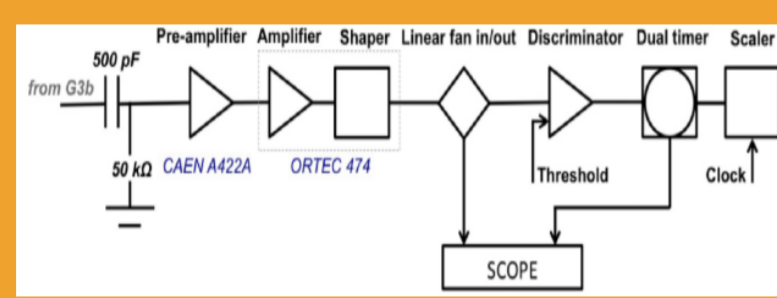 Pre-amplifier Amplifier Shaper Linear fan in/out Discriminator Dual timer Scaler
500 pF
from G3b
50 kΩ CAEN A422A ORTEC 474 Threshold Clock
SCOPE